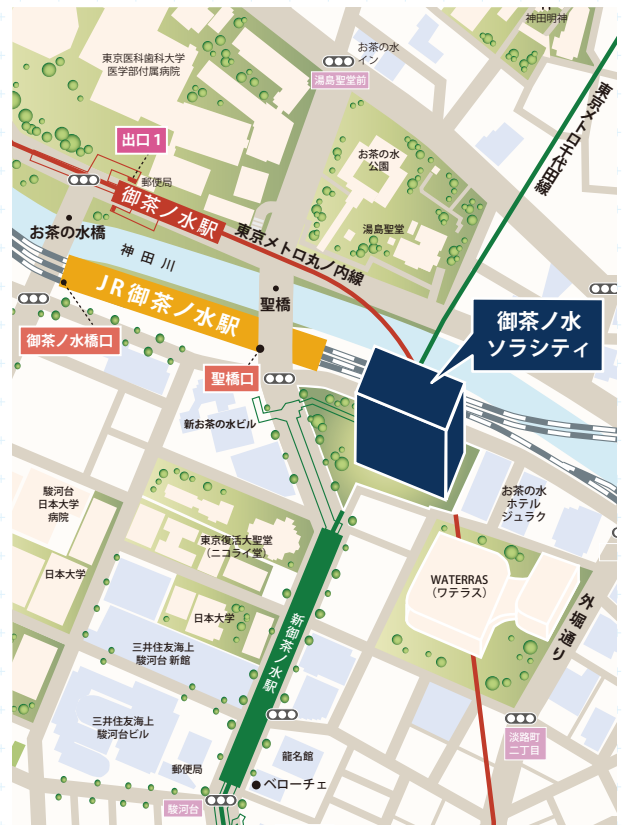 神田明神
東京医科歯科大学
医学部付属病院
お茶の水
イン
湯島聖堂前
東京メトロ千代田線
出口1
お茶の水
公園
郵便局
御茶ノ水駅
湯島聖堂
お茶の水橋
東京メトロ丸ノ内線
神田川
JR御茶ノ水駅
聖橋
御茶ノ水
ソラシティ
御茶ノ水橋口
聖橋口
新お茶の水ビル
駿河台
日本大学
病院
お茶の水
ホテル
ジュラク
東京復活大聖堂
（ニコライ堂）
日本大学
WATERRAS
（ワテラス）
外堀通り
日本大学
新御茶ノ水駅
三井住友海上
駿河台 新館
三井住友海上
駿河台ビル
淡路町
二丁目
龍名館
郵便局
ベローチェ
駿河台